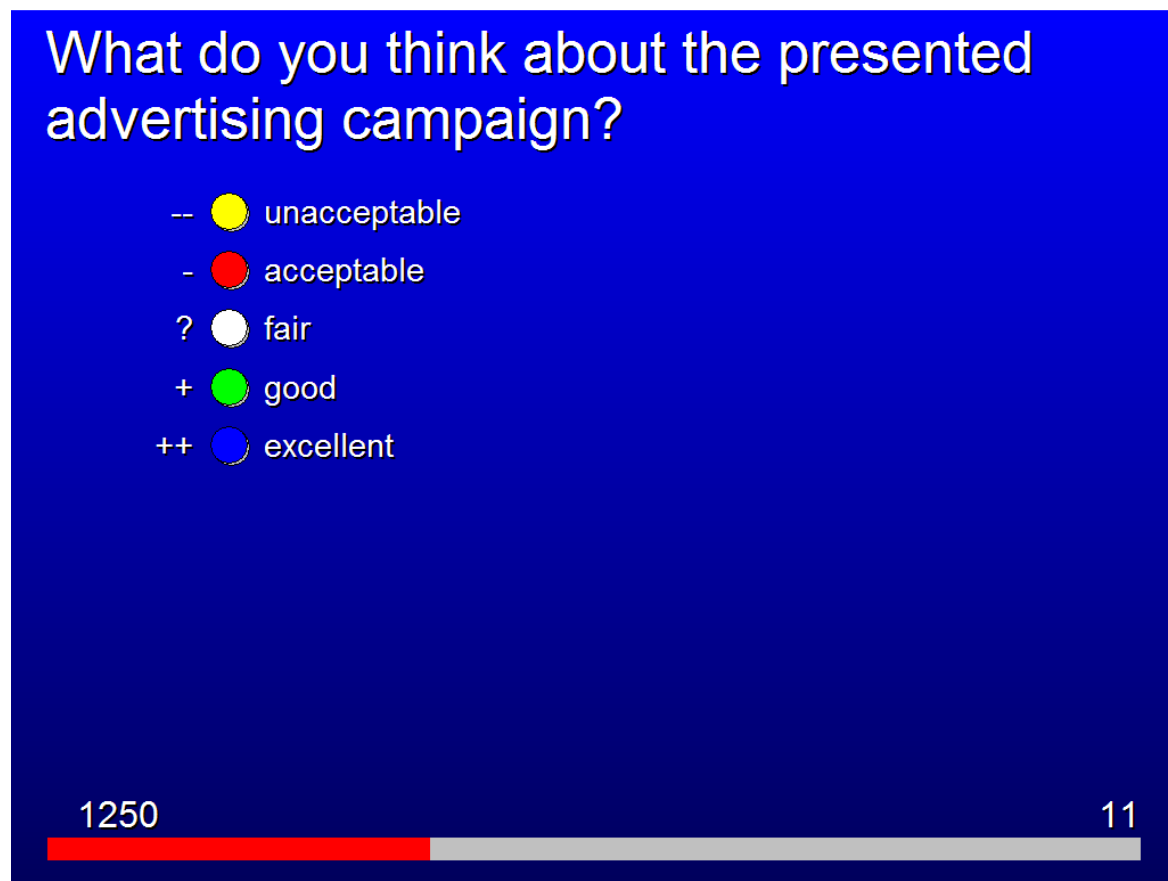 What do you think about the presented
advertising campaign?
-- unacceptable
- acceptable
? fair
+ good
++ excellent
1250 11